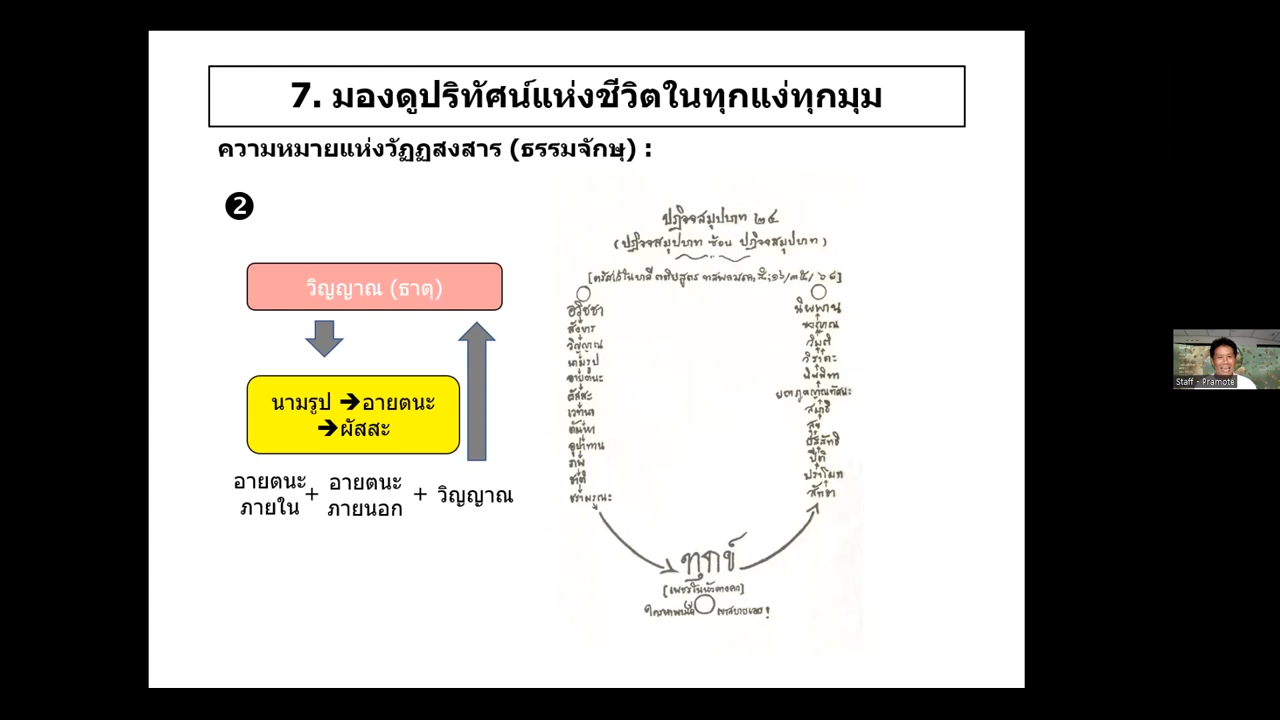 7. มองดูปริทัศน์แห่งชีวิตในทุกแง่ทุกมุม
ความหมายแห่งวัฏฏสงสาร (ธรรมจักษุ) :
❷
วิญญาณ (ธาตุ)
นามรูป ➔อายตนะ
➔ผัสสะ
อายตนะ ภายใน + อายตนะ ภายนอก + วิญญาณ
ปฏิจจสมุปบาท ๒๔
(ปฏิจจสมุปบาท ซ้อน ปฏิจจสมุปบาท)
อวิชชา
สังขาร
วิญญาณ
นามรูป
อายตนะ
ผัสสะ
เวทนา
ตัณหา
อุปาทาน
ภพ
ชาติ
ชรามรณะ
นิพพาน
วิมุตติ
วิราคะ
นิพพิทา
ยถาภูตญาณทัสนะ
สมาธิ
สุข
ปัสสัทธิ
ปีติ
ปราโมท
สัทธา
ทุกข์
[เพชรในหัวคางคก]
Staff - Pramote